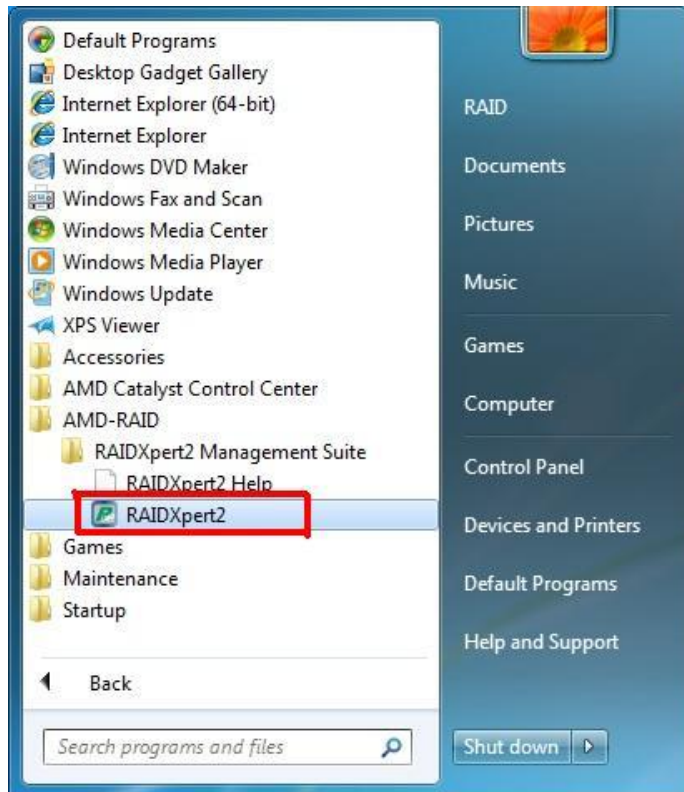 Default Programs
Desktop Gadget Gallery
Internet Explorer (64-bit)
Internet Explorer
Windows DVD Maker
Windows Fax and Scan
Windows Media Center
Windows Media Player
Windows Update
XPS Viewer
Accessories
AMD Catalyst Control Center
AMD-RAID
RAIDXpert2 Management Suite
RAIDXpert2 Help
RAIDXpert2
Games
Maintenance
Startup
Back
Search programs and files
RAID
Documents
Pictures
Music
Games
Computer
Control Panel
Devices and Printers
Default Programs
Help and Support
Shut down